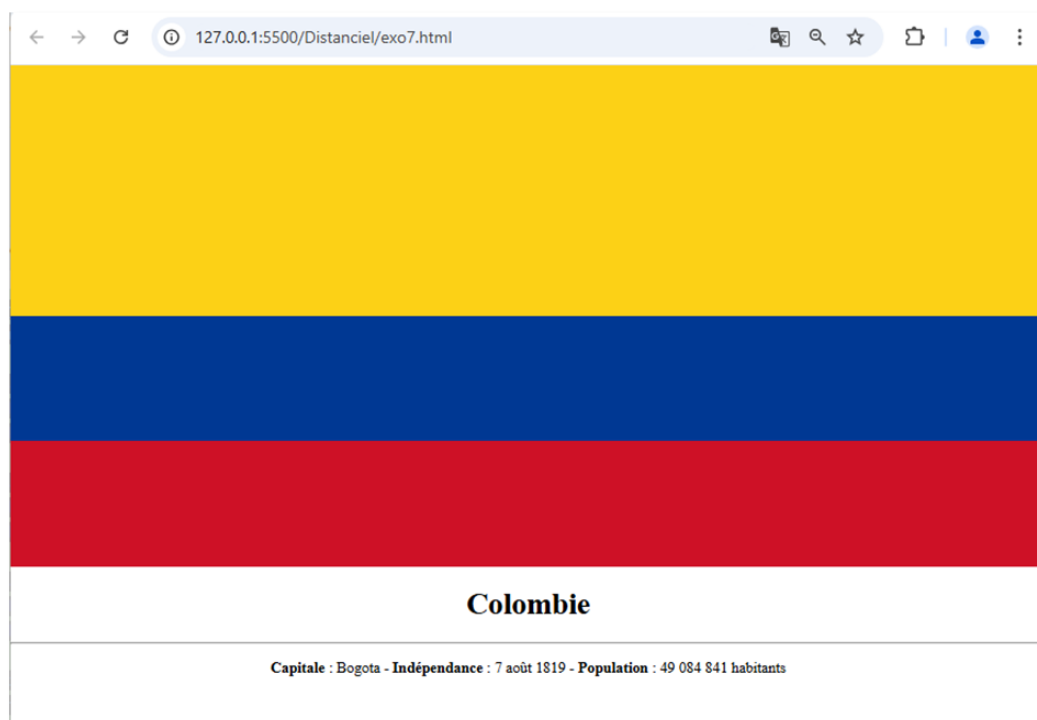 127.0.0.1:5500/Distanciel/exo7.html
Colombie
Capitale : Bogota - Indépendance : 7 août 1819 - Population : 49 084 841 habitants